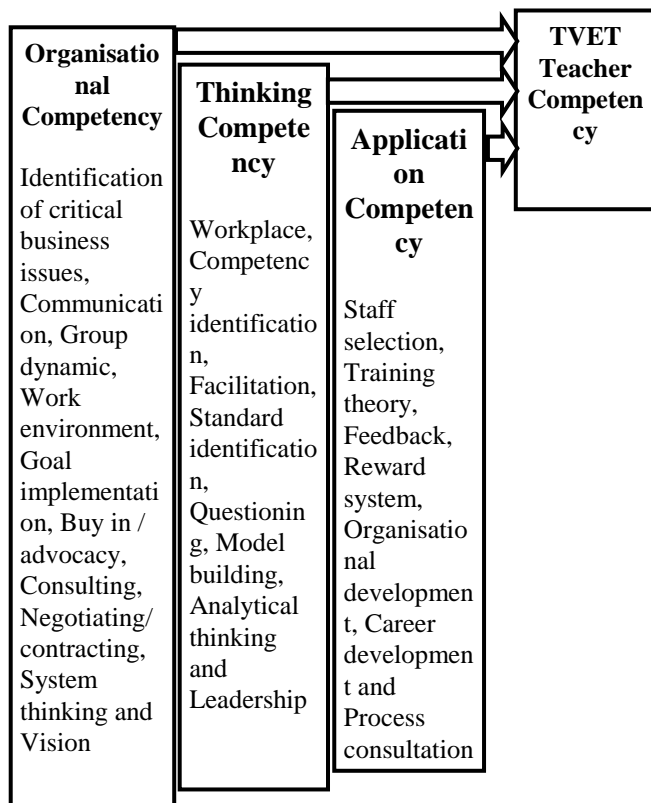 Organisatio
nal
Competency
Identification
of critical
business
issues,
Communicati
on, Group
dynamic,
Work
environment,
Goal
implementati
on, Buy in /
advocacy,
Consulting,
Negotiating/
contracting,
System
thinking and
Vision
Thinking
Compete
ncy
Workplace,
Competenc
y
identificatio
n,
Facilitation,
Standard
identificatio
n,
Questionin
g, Model
building,
Analytical
thinking
and
Leadership
Applicati
on
Competen
cy
Staff
selection,
Training
theory,
Feedback,
Reward
system,
Organisati
onal
developmen
t, Career
developmen
t and
Process
consultation
TVET
Teacher
Competen
cy